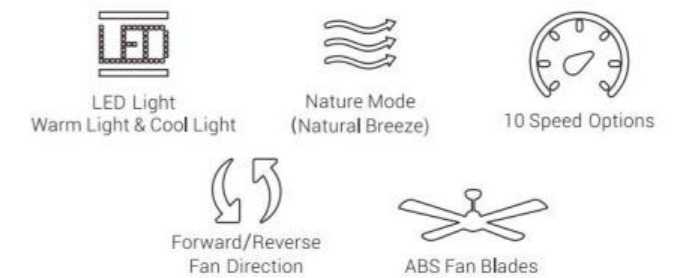 LED
LED Light
Warm Light & Cool Light
Nature Mode
(Natural Breeze)
10 Speed Options
Forward/Reverse
Fan Direction
ABS Fan Blades